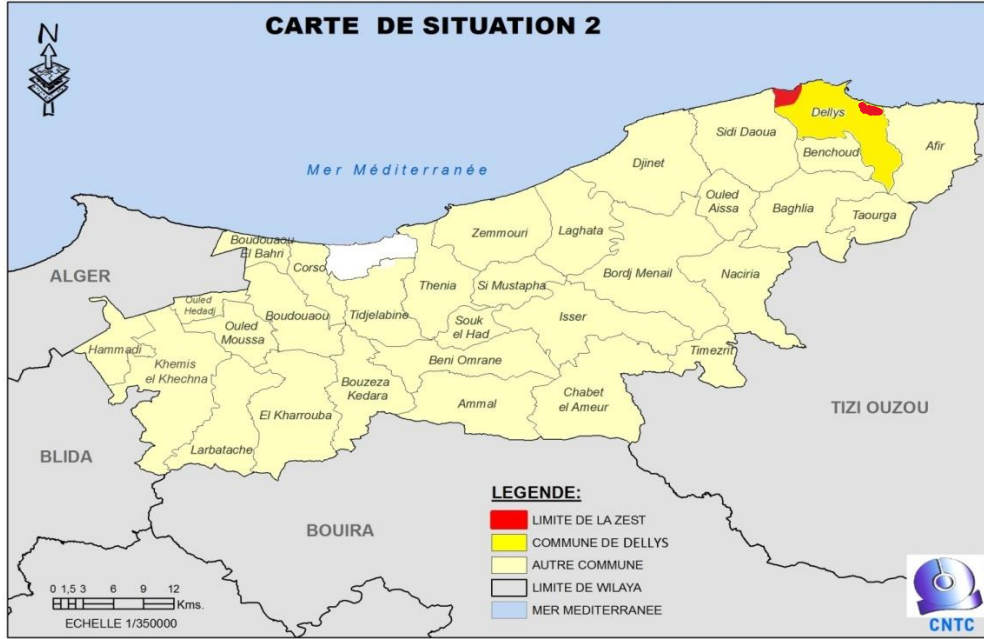 CARTE DE SITUATION 2
N
Mer Méditerranée
Dellys
Sidi Daoua
Benchoud
Afir
Djinet
Ouled
Aissa
Baghlia
Taourga
Zemmouri
Laghata
Boudouaou
El Bahri
Corso
ALGER
Thenia
Si Mustapha
Bordj Menail
Naciria
Ouled
Hedadj
Ouled
Moussa
Boudouaou
Tidjelabine
Souk
el Had
Isser
Hammadi
Khemis
el Khechna
Beni Omrane
Timezrit
Bouzeza
Kedara
Ammal
Chabet
el Ameur
El Kharrouba
TIZI OUZOU
Larbatache
BLIDA
BOUIRA
LEGENDE:
LIMITE DE LA ZEST
COMMUNE DE DELLYS
AUTRE COMMUNE
LIMITE DE WILAYA
MER MEDITERRANEE
0 1,5 3 6 9 12
Kms.
ECHELLE 1/350000
CNTC